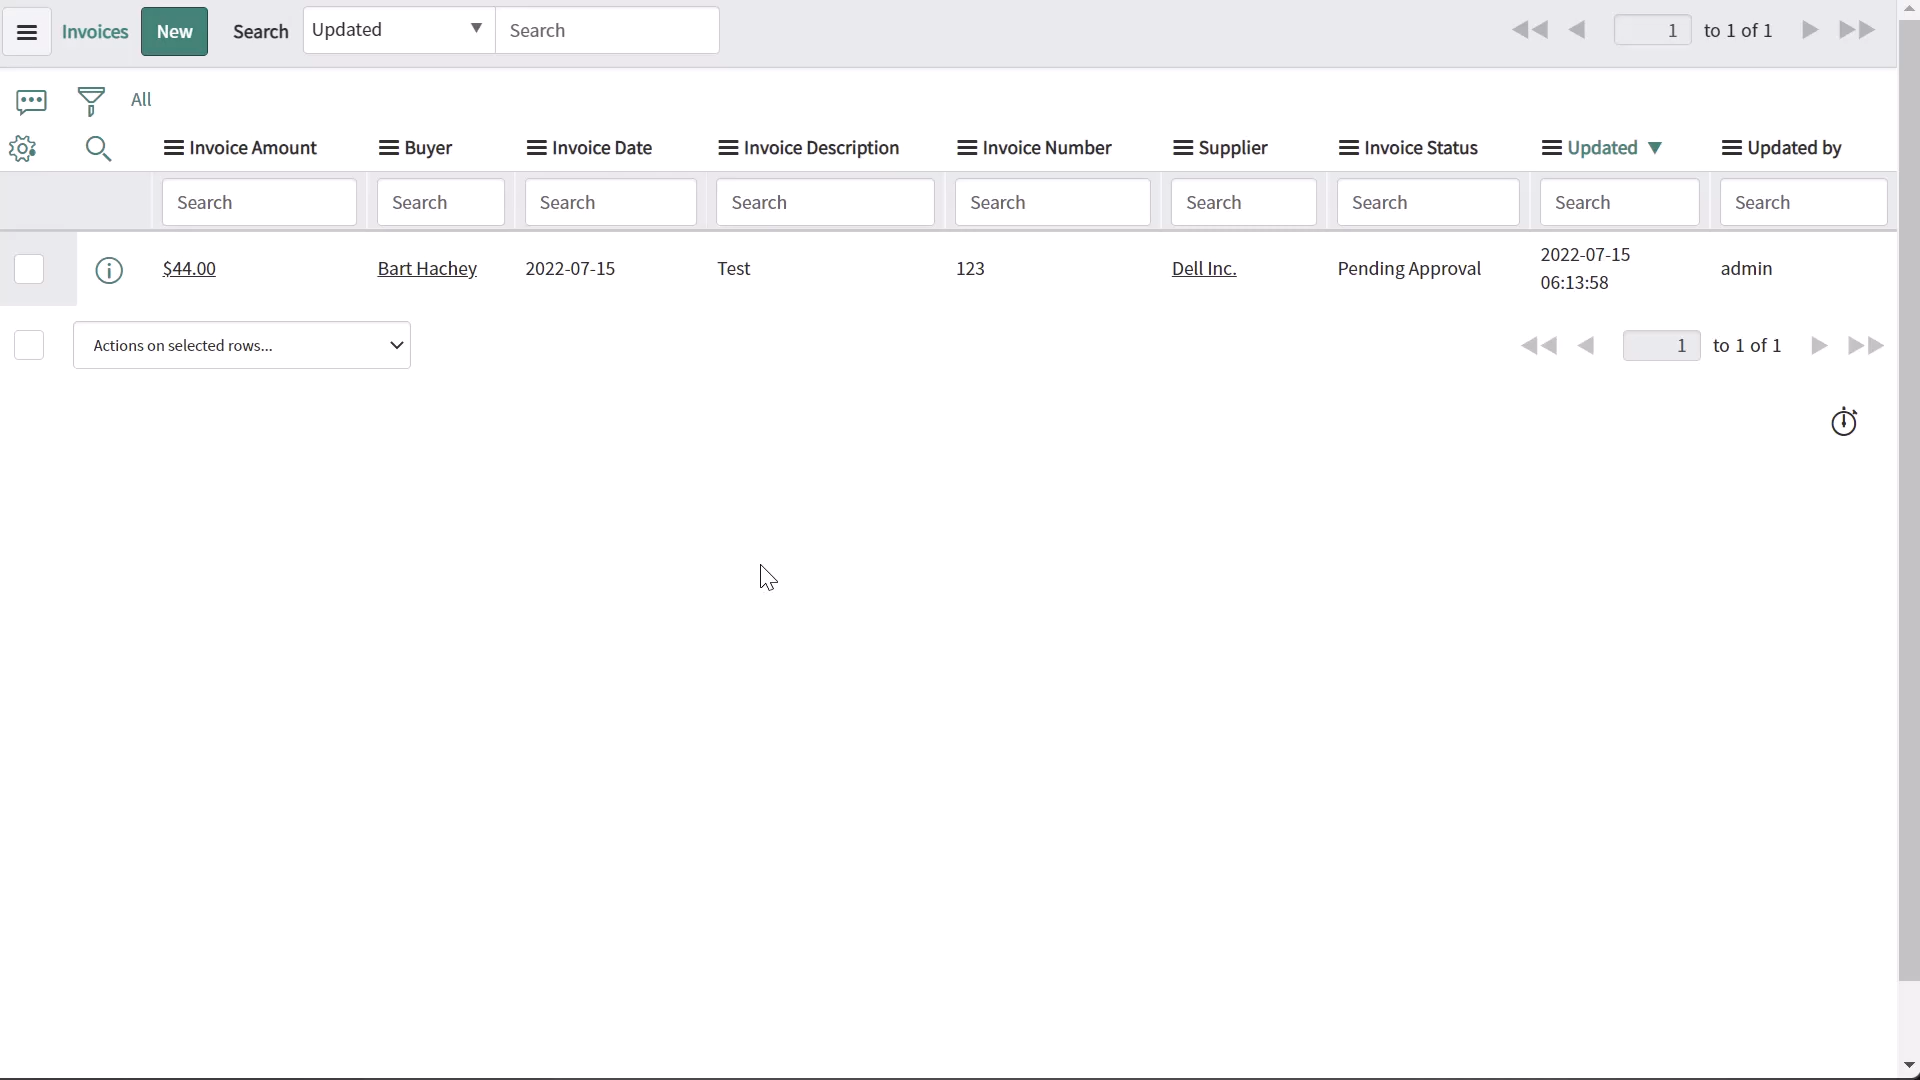 Invoices New Search Updated Search 1 to 1 of 1
All
Invoice Amount Buyer Invoice Date Invoice Description Invoice Number Supplier Invoice Status Updated Updated by
Search Search Search Search Search Search Search Search Search
$44.00 Bart Hachey 2022-07-15 Test 123 Dell Inc. Pending Approval 2022-07-15 06:13:58 admin
Actions on selected rows... 1 to 1 of 1